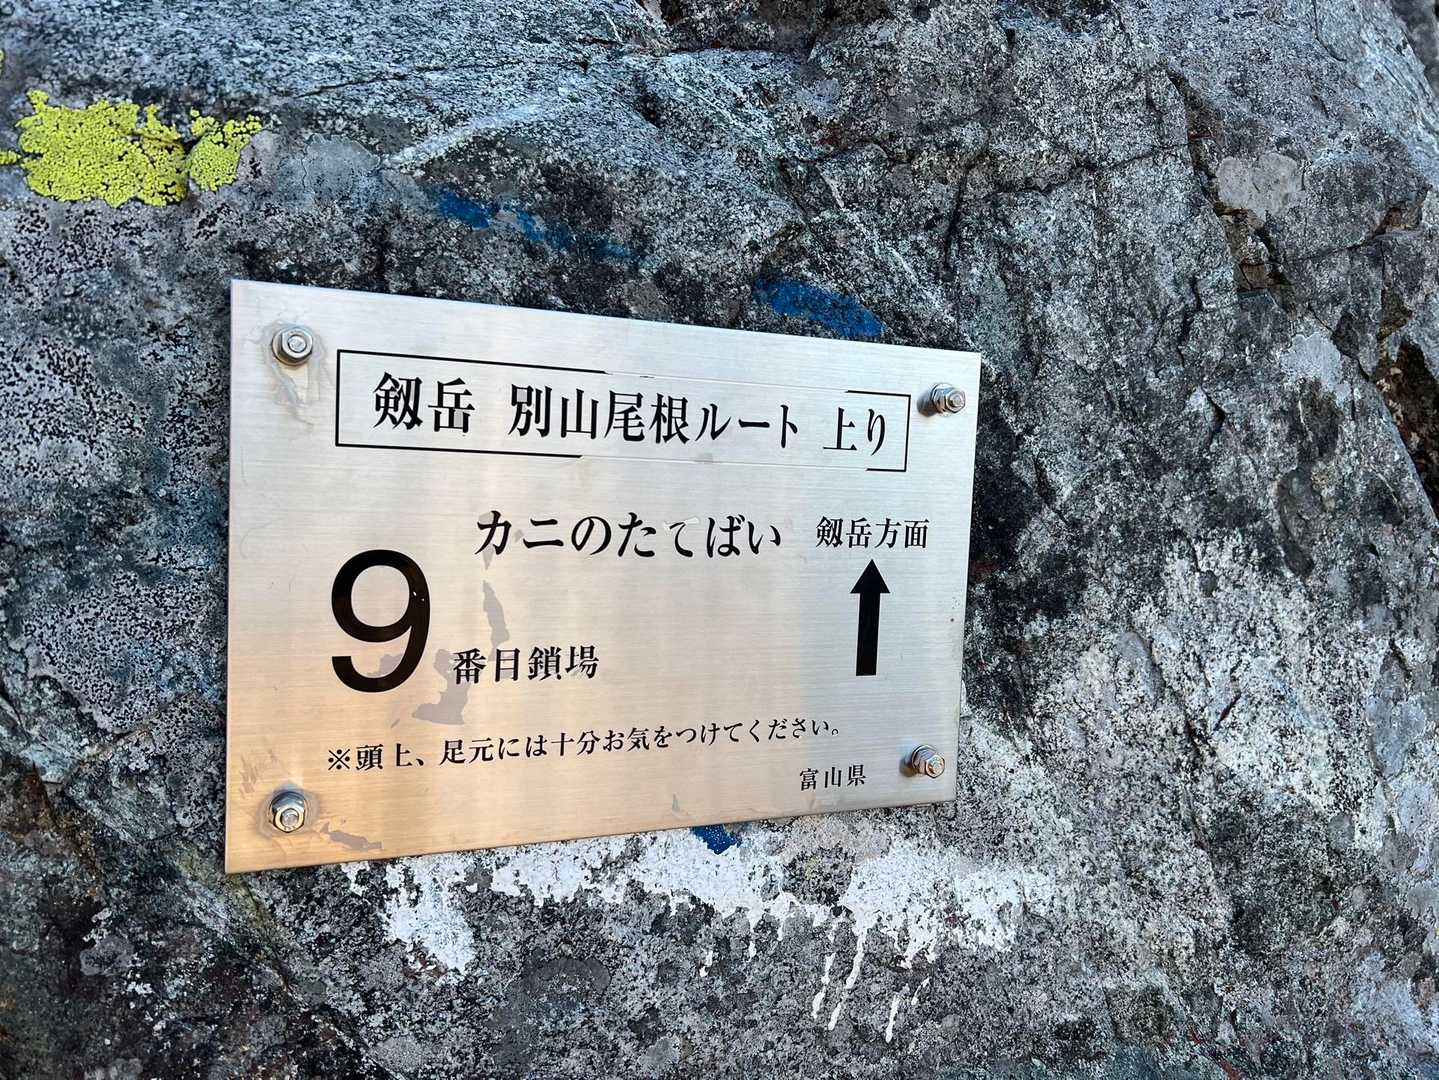 剱岳 別山尾根ルート 上り
カニのたてばい
剱岳方面
9番目鎖場
※頭上、足元には十分お気をつけてください。
富山県